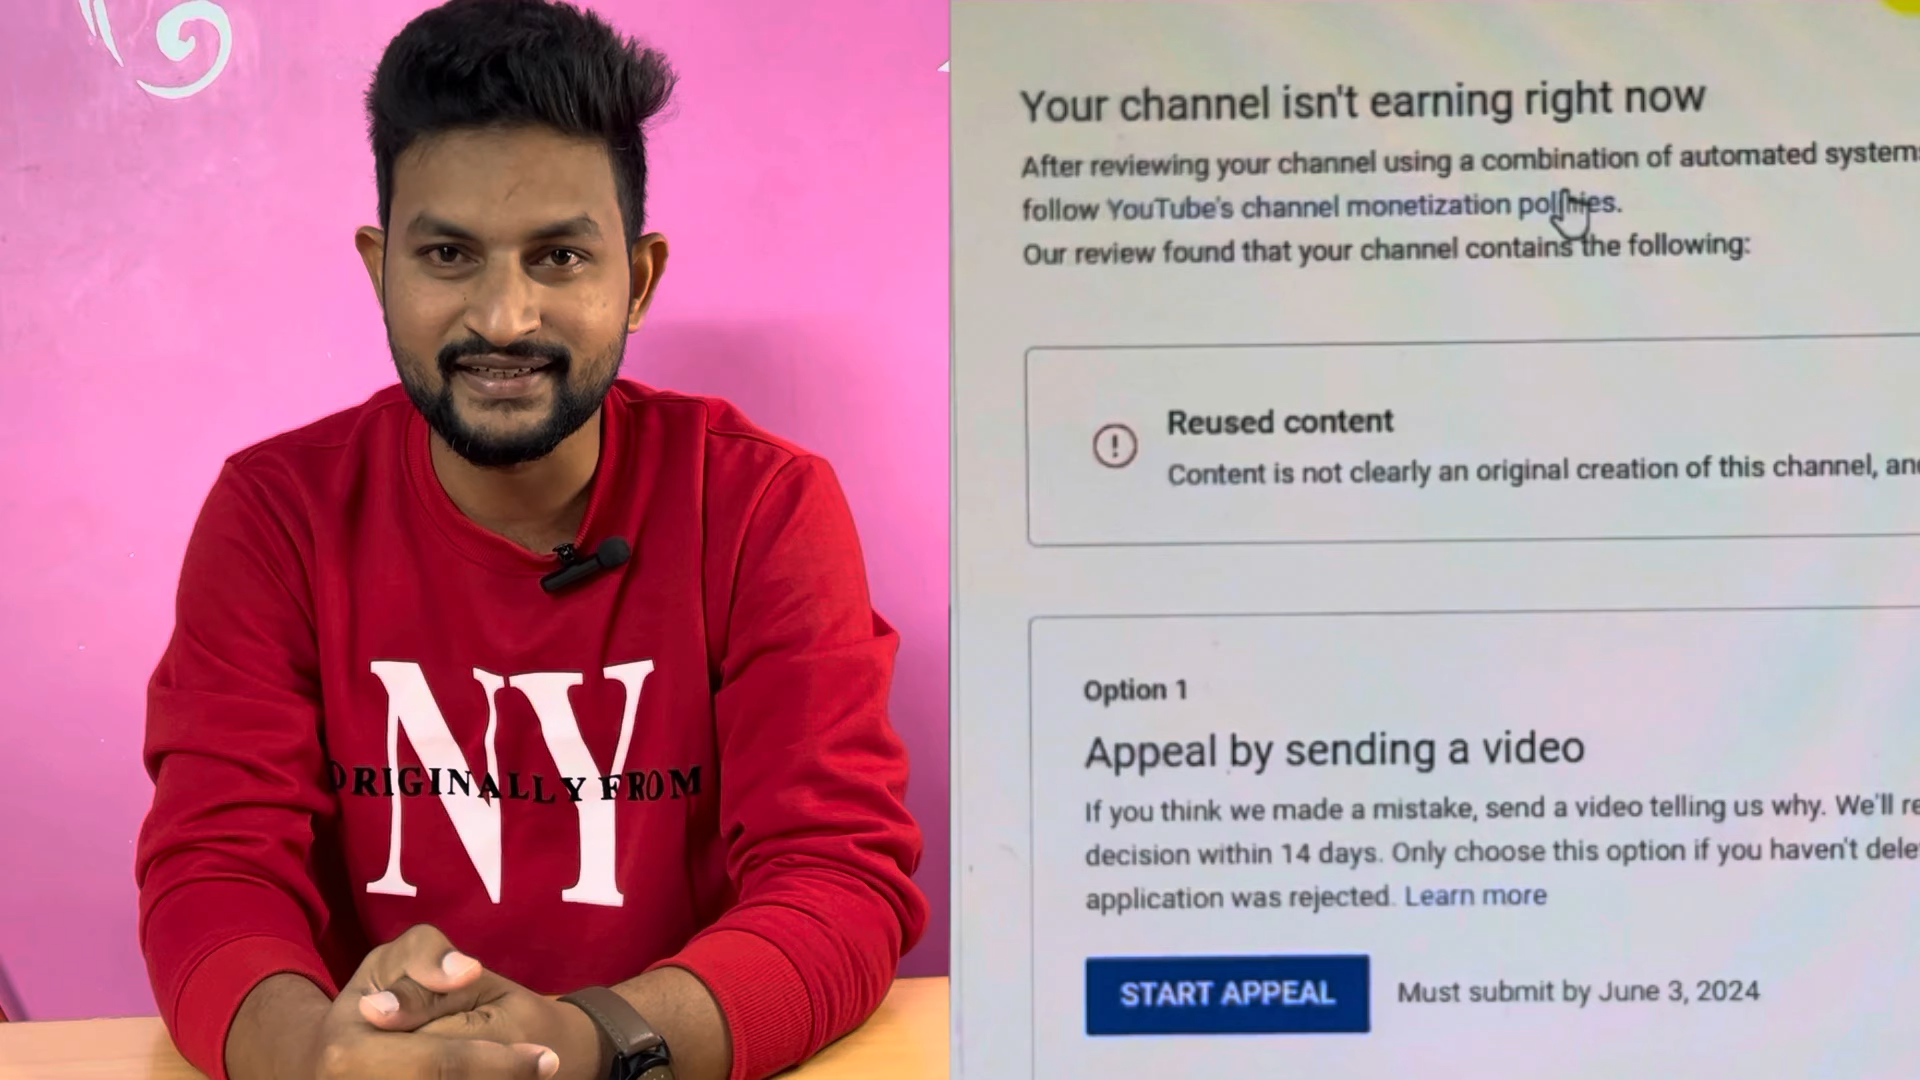 NY
ORIGINALLY FROM
Your channel isn't earning right now
After reviewing your channel using a combination of automated systems
follow YouTube's channel monetization policies.
Our review found that your channel contains the following:
Reused content
Content is not clearly an original creation of this channel, and
Option 1
Appeal by sending a video
If you think we made a mistake, send a video telling us why. We'll re
decision within 14 days. Only choose this option if you haven't dele
application was rejected. Learn more
START APPEAL
Must submit by June 3, 2024